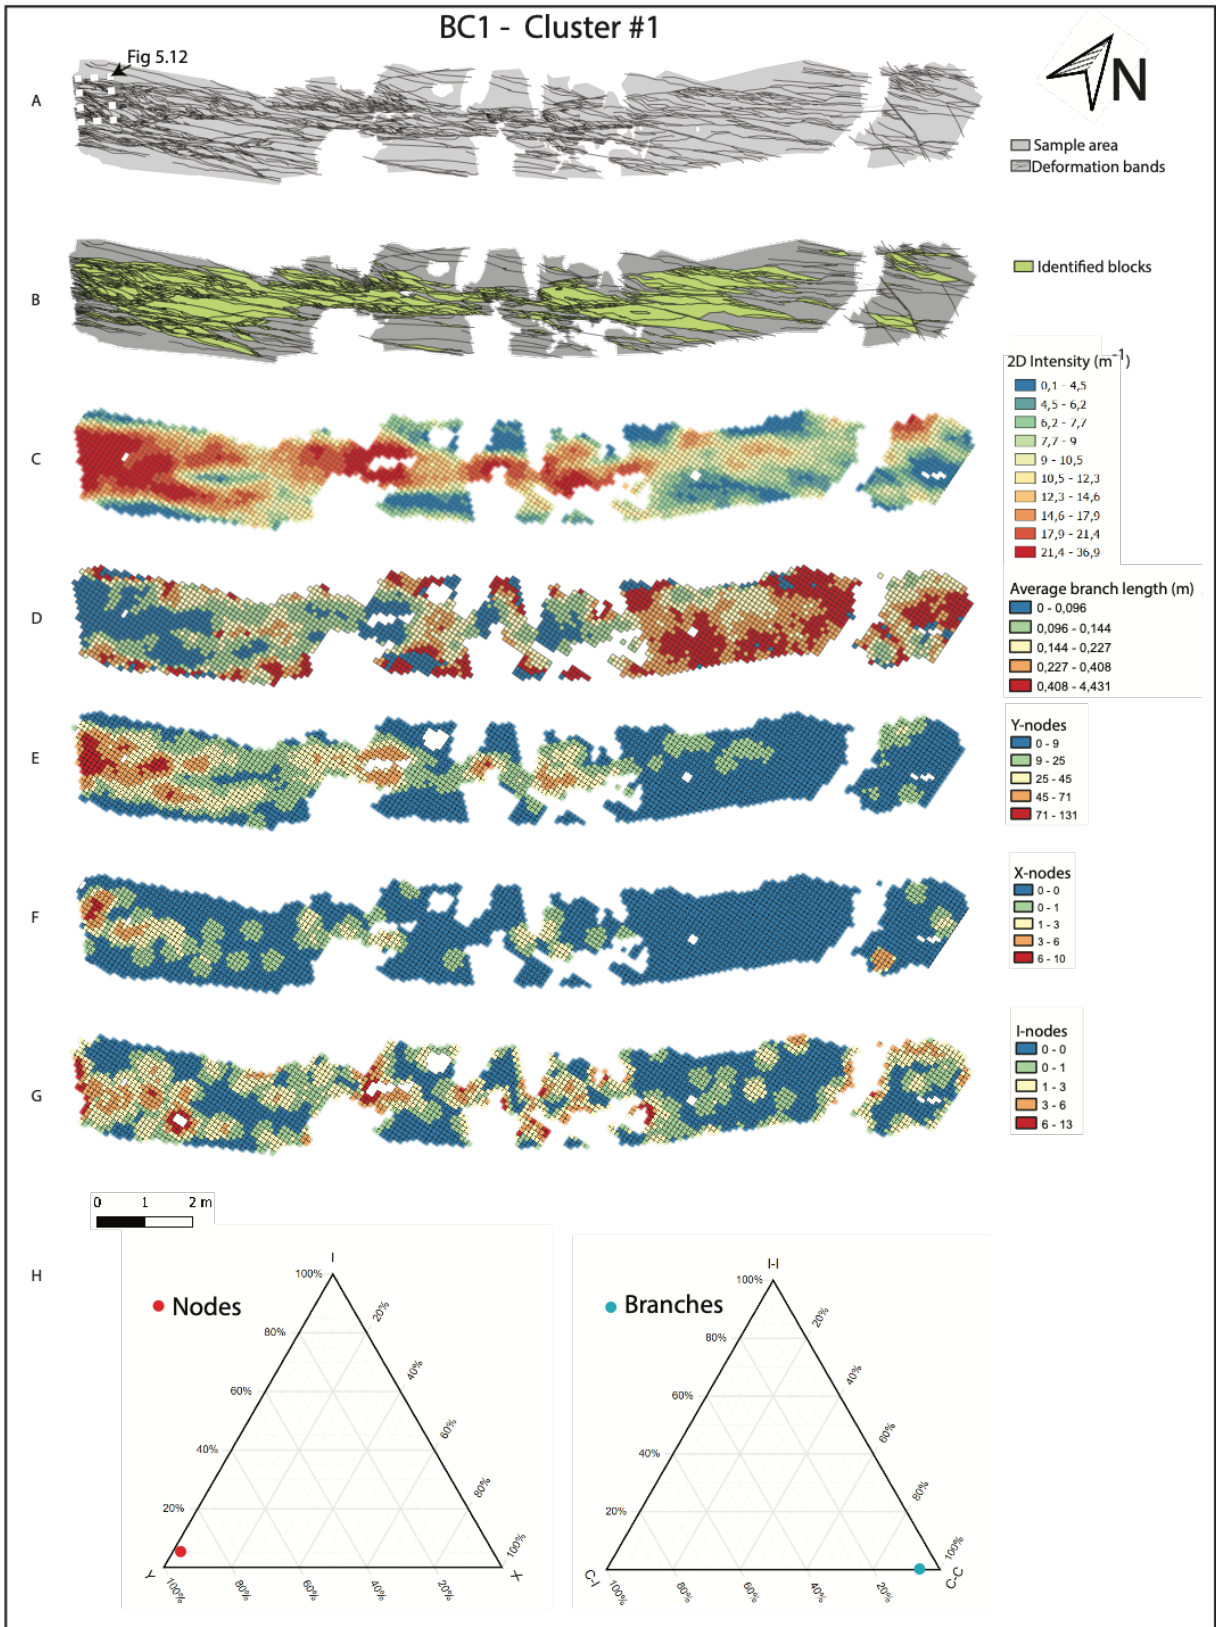 BC1 - Cluster #1
Fig 5.12
N
A
Sample area
Deformation bands
B
Identified blocks
2D Intensity (m⁻¹)
0,1 - 4,5
4,5 - 6,2
6,2 - 7,7
7,7 - 9
9 - 10,5
10,5 - 12,3
12,3 - 14,6
14,6 - 17,9
17,9 - 21,4
21,4 - 36,9
C
Average branch length (m)
0 - 0,096
0,096 - 0,144
0,144 - 0,227
0,227 - 0,408
0,408 - 4,431
D
Y-nodes
0 - 9
9 - 25
25 - 45
45 - 71
71 - 131
E
X-nodes
0 - 0
0 - 1
1 - 3
3 - 6
6 - 10
F
I-nodes
0 - 0
0 - 1
1 - 3
3 - 6
6 - 13
G
0 1 2 m
H
Nodes
I
100%
80%
60%
40%
20%
20%
40%
60%
80%
100%
Y
X
100%
80%
60%
40%
20%
Branches
I-I
100%
80%
60%
40%
20%
20%
40%
60%
80%
100%
C-I
C-C
100%
80%
60%
40%
20%